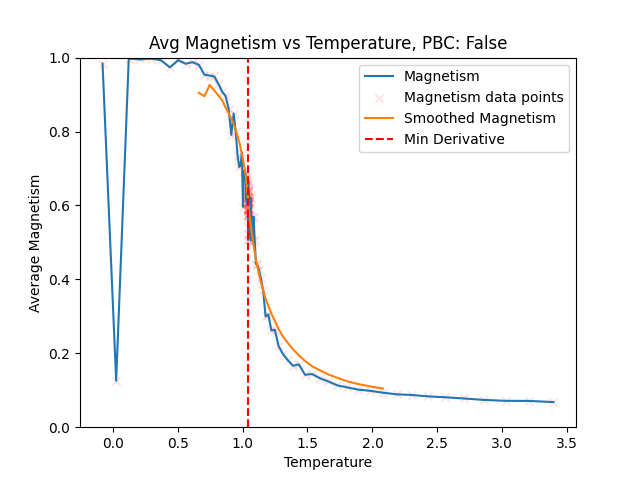 Avg Magnetism vs Temperature, PBC: False
Magnetism
Magnetism data points
Smoothed Magnetism
Min Derivative
Average Magnetism
1.0
0.8
0.6
0.4
0.2
0.0
0.0 0.5 1.0 1.5 2.0 2.5 3.0 3.5
Temperature